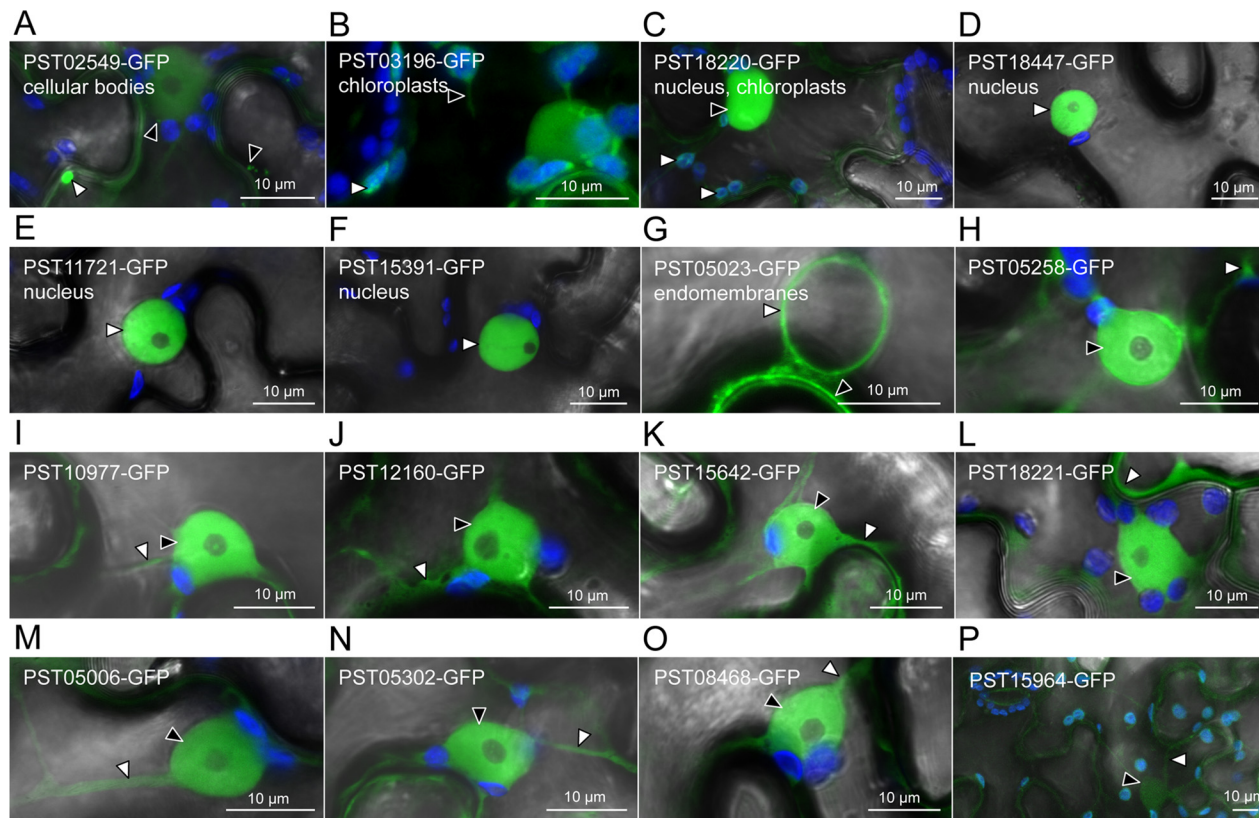 A
PST02549-GFP
cellular bodies
10 µm
B
PST03196-GFP
chloroplasts
10 µm
C
PST18220-GFP
nucleus, chloroplasts
10 µm
D
PST18447-GFP
nucleus
10 µm
E
PST11721-GFP
nucleus
10 µm
F
PST15391-GFP
nucleus
10 µm
G
PST05023-GFP
endomembranes
10 µm
H
PST05258-GFP
10 µm
I
PST10977-GFP
10 µm
J
PST12160-GFP
10 µm
K
PST15642-GFP
10 µm
L
PST18221-GFP
10 µm
M
PST05006-GFP
10 µm
N
PST05302-GFP
10 µm
O
PST08468-GFP
10 µm
P
PST15964-GFP
10 µm